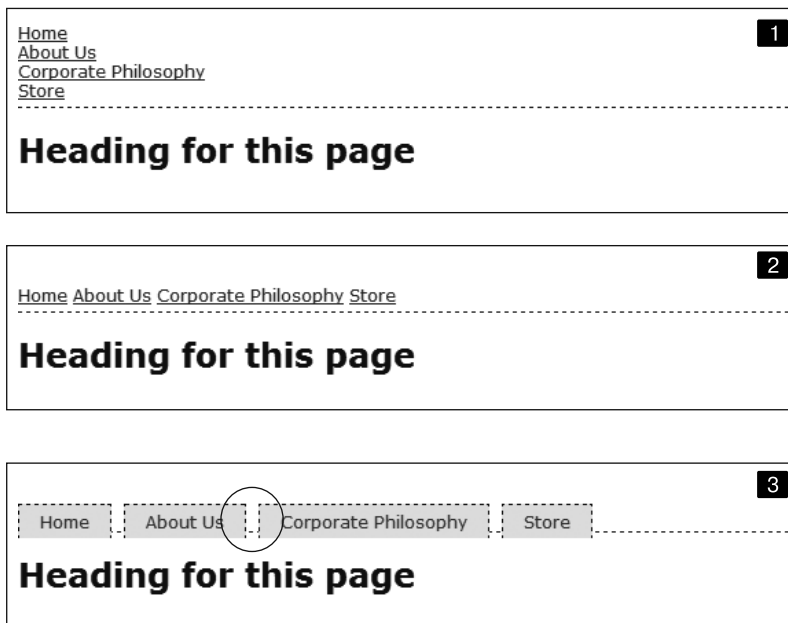 1
Home
About Us
Corporate Philosophy
Store
Heading for this page
2
Home About Us Corporate Philosophy Store
Heading for this page
3
Home About Us Corporate Philosophy Store
Heading for this page